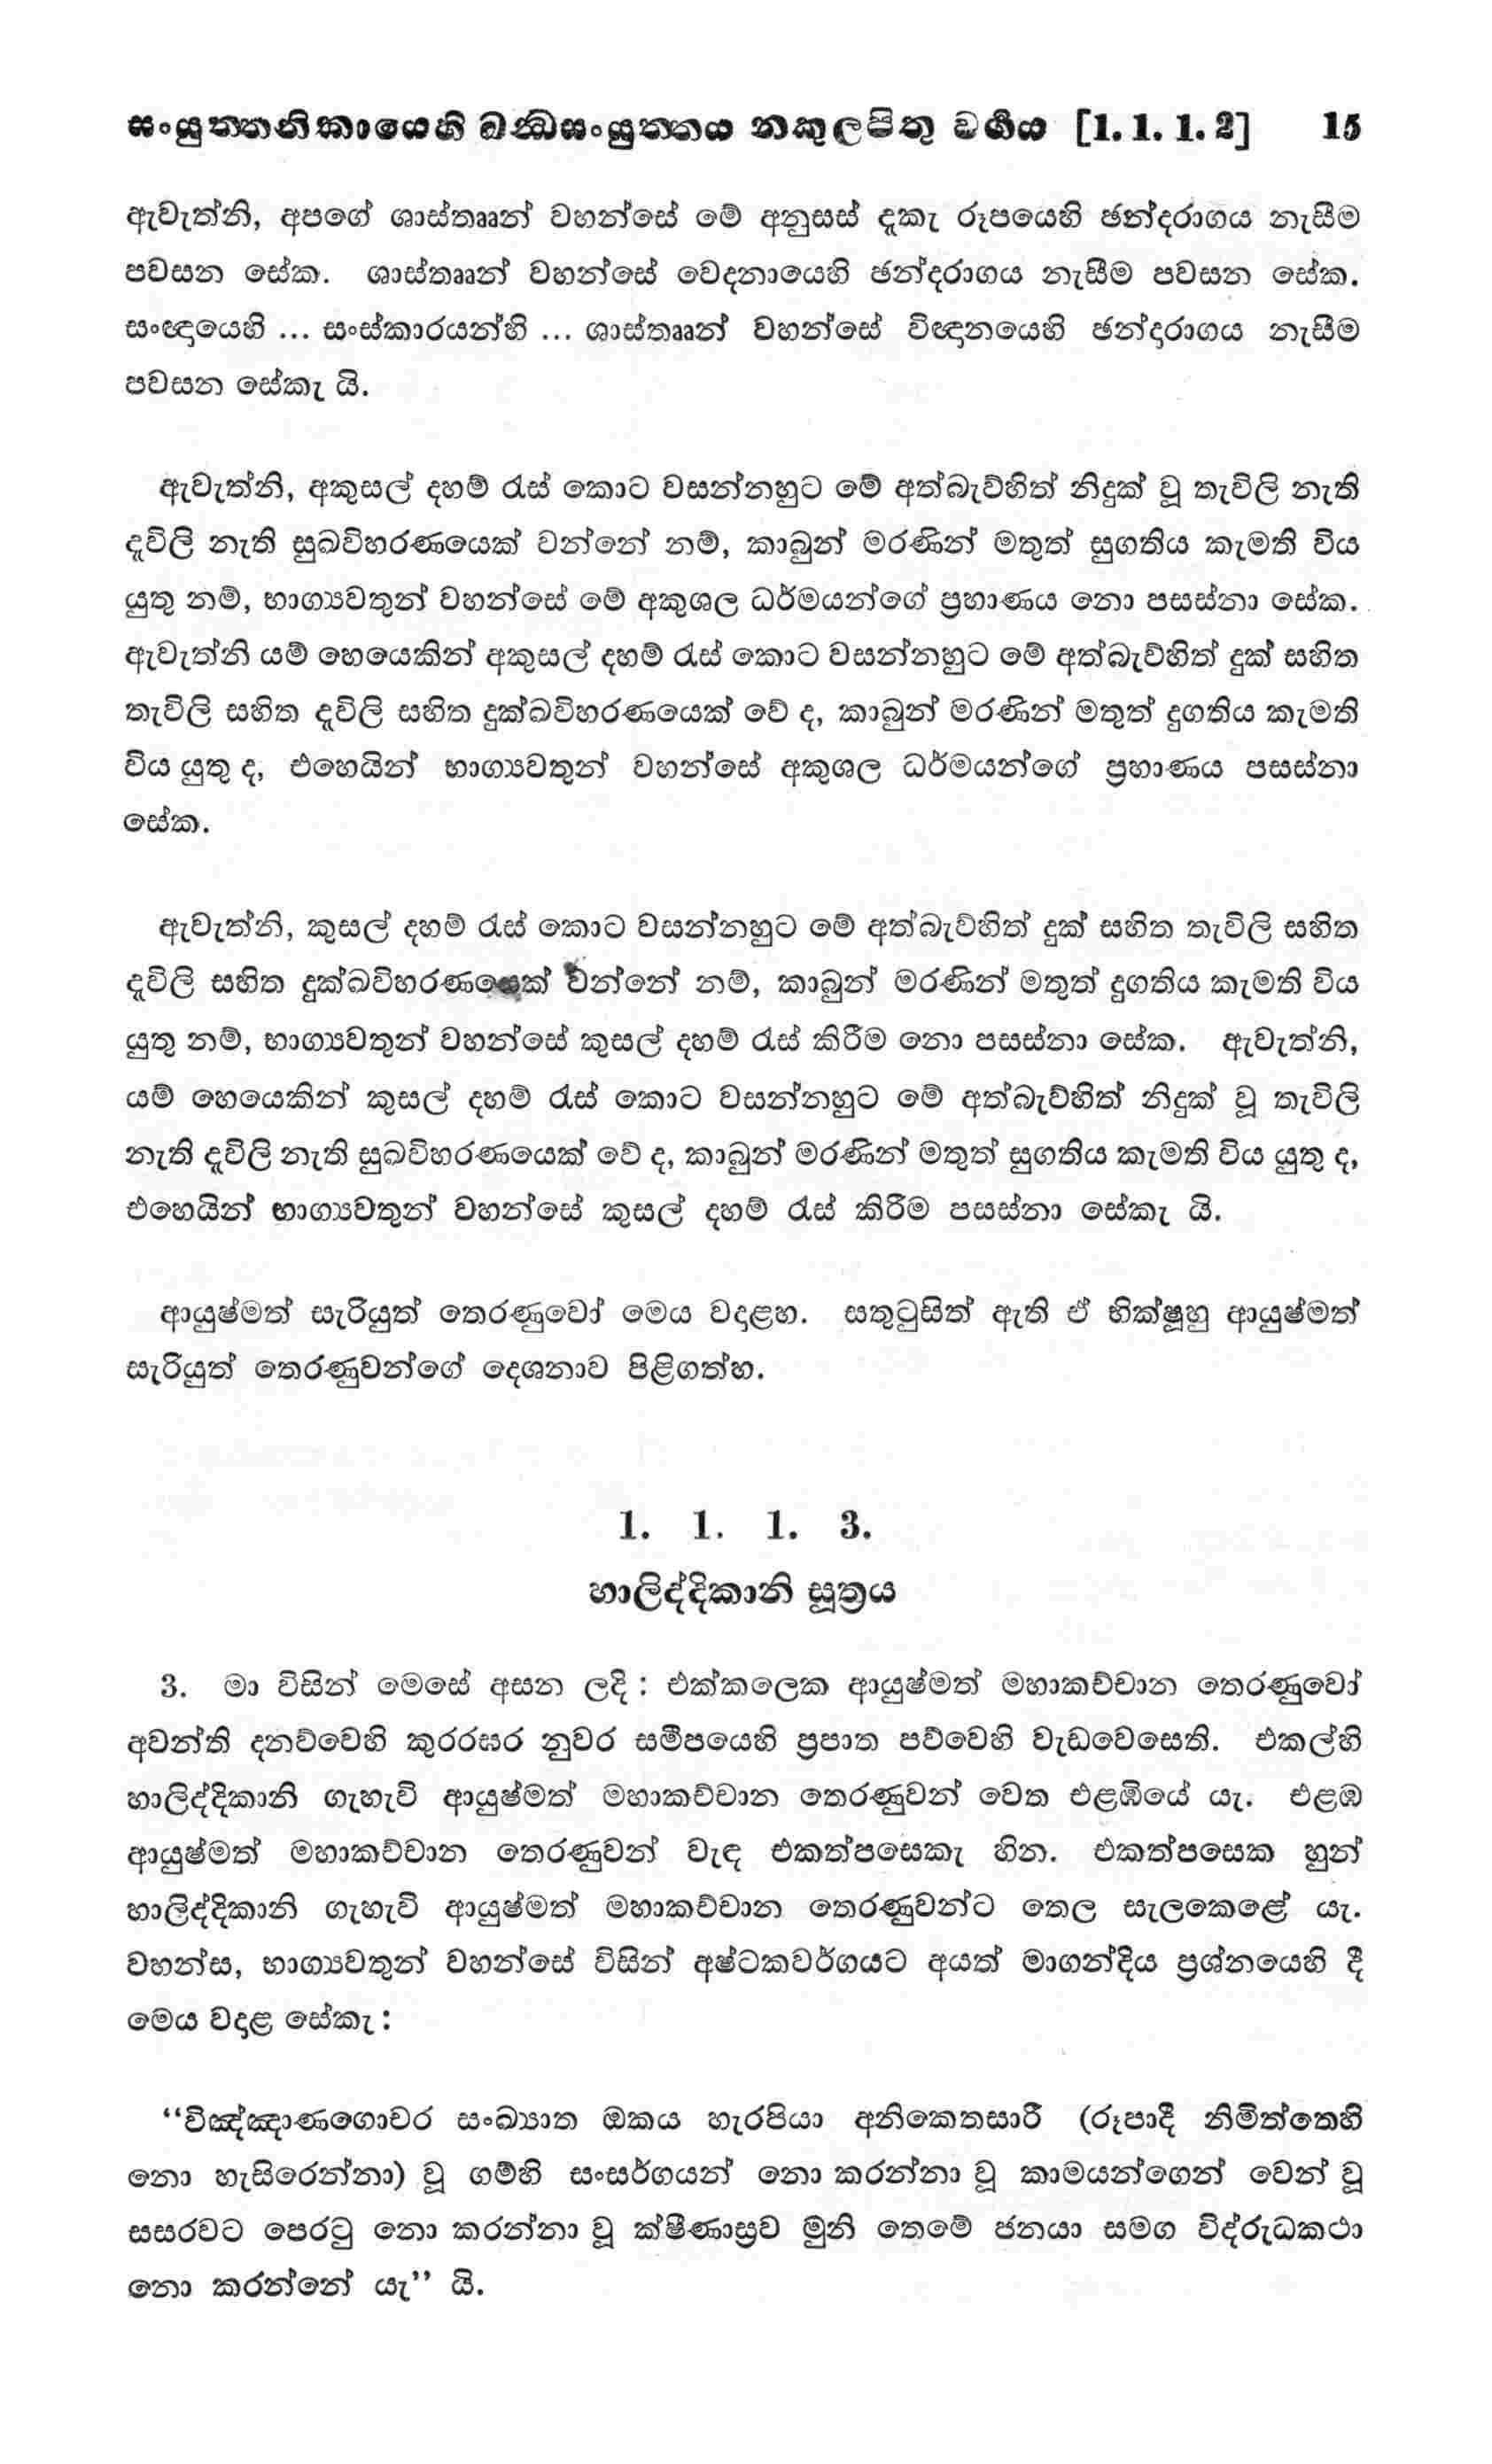 සංයුත්තනිකායෙහි ඛන්ධසංයුත්තය නකුලපිතු වර්ගය [1. 1. 1. 2] 15
ඇවැත්නි, අපගේ ශාස්තෲන් වහන්සේ මේ අනුසස් දැකැ රූපයෙහි ඡන්දරාගය නැසීම
පවසන සේක. ශාස්තෲන් වහන්සේ වෙදනායෙහි ඡන්දරාගය නැසීම පවසන සේක.
සංඥායෙහි ... සංස්කාරයන්හි ... ශාස්තෲන් වහන්සේ විඥානයෙහි ඡන්දාරාගය නැසීම
පවසන සේකැ යි.
ඇවැත්නි, අකුසල් දහම් රැස් කොට වසන්නහුට මේ අත්බැව්හිත් නිදුක් වූ තැවිලි නැති
දැවිලි නැති සුඛවිහරණයෙක් වන්නේ නම්, කාබුන් මරණින් මතුත් සුගතිය කැමති විය
යුතු නම්, භාග්‍යවතුන් වහන්සේ මේ අකුශල ධර්මයන්ගේ ප්‍රහාණය නො පසස්නා සේක.
ඇවැත්නි යම් හෙයෙකින් අකුසල් දහම් රැස් කොට වසන්නහුට මේ අත්බැව්හිත් දුක් සහිත
තැවිලි සහිත දැවිලි සහිත දුක්ඛවිහරණයෙක් වේ ද, කාබුන් මරණින් මතුත් දුගතිය කැමති
විය යුතු ද, එහෙයින් භාග්‍යවතුන් වහන්සේ අකුශල ධර්මයන්ගේ ප්‍රහාණය පසස්නා
සේක.
ඇවැත්නි, කුසල් දහම් රැස් කොට වසන්නහුට මේ අත්බැව්හිත් දුක් සහිත තැවිලි සහිත
දැවිලි සහිත දුක්ඛවිහරණයෙක් වන්නේ නම්, කාබුන් මරණින් මතුත් දුගතිය කැමති විය
යුතු නම්, භාග්‍යවතුන් වහන්සේ කුසල් දහම් රැස් කිරීම නො පසස්නා සේක. ඇවැත්නි,
යම් හෙයෙකින් කුසල් දහම් රැස් කොට වසන්නහුට මේ අත්බැව්හිත් නිදුක් වූ තැවිලි
නැති දැවිලි නැති සුඛවිහරණයෙක් වේ ද, කාබුන් මරණින් මතුත් සුගතිය කැමති විය යුතු ද,
එහෙයින් භාග්‍යවතුන් වහන්සේ කුසල් දහම් රැස් කිරීම පසස්නා සේකැ යි.
ආයුෂ්මත් සැරියුත් තෙරණුවෝ මෙය වදාළහ. සතුටුසිත් ඇති ඒ භික්ෂූහු ආයුෂ්මත්
සැරියුත් තෙරණුවන්ගේ දෙශනාව පිළිගත්හ.
1. 1. 1. 3.
හාලිද්දිකානි සූත්‍රය
3. මා විසින් මෙසේ අසන ලදි : එක්කලෙක ආයුෂ්මත් මහාකච්චාන තෙරණුවෝ
අවන්ති දනව්වෙහි කුරරඝර නුවර සමීපයෙහි ප්‍රපාත පව්වෙහි වැඩවෙසෙති. එකල්හි
හාලිද්දිකානි ගැහැවි ආයුෂ්මත් මහාකච්චාන තෙරණුවන් වෙත එළඹියේ යැ. එළඹ
ආයුෂ්මත් මහාකච්චාන තෙරණුවන් වැඳ එකත්පසෙකැ හින. එකත්පසෙක හුන්
හාලිද්දිකානි ගැහැවි ආයුෂ්මත් මහාකච්චාන තෙරණුවන්ට තෙල සැලකෙළේ යැ.
වහන්ස, භාග්‍යවතුන් වහන්සේ විසින් අෂ්ටකවර්ගයට අයත් මාගන්දිය ප්‍රශ්නයෙහි දී
මෙය වදාළ සේකැ :
“විඤ්ඤාණගොචර සංඛ්‍යාත ඔකය හැරපියා අනිකෙතසාරී (රූපාදී නිමිත්තෙහි
නො හැසිරෙන්නා) වූ ගම්හි සංසර්ගයන් නො කරන්නා වූ කාමයන්ගෙන් වෙන් වූ
සසරවට පෙරටු නො කරන්නා වූ ක්ෂීණාස්‍රව මුනි තෙමේ ජනයා සමග විද්රුධකථා
නො කරන්නේ යැ” යි.